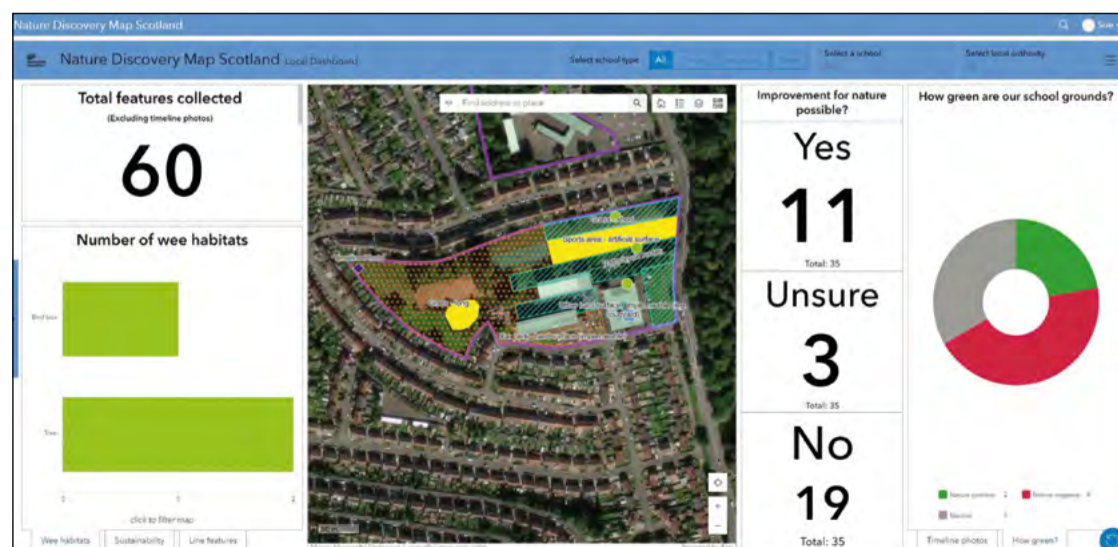 Nature Discovery Map Scotland
Nature Discovery Map Scotland Local Dashboard
Select school type
All
Select a school
Select local authority
Total features collected
(Excluding timeline photos)
60
Number of wee habitats
Bird box
Tree
0
1
2
click to filter map
Wee habitats
Sustainability
Line features
Find address or place
Sports area - artificial surface
Improvement for nature
possible?
Yes
11
Total: 35
Unsure
3
Total: 35
No
19
Total: 35
How green are our school grounds?
Nature positive
Nature negative
Neutral
Timeline photos
How green?